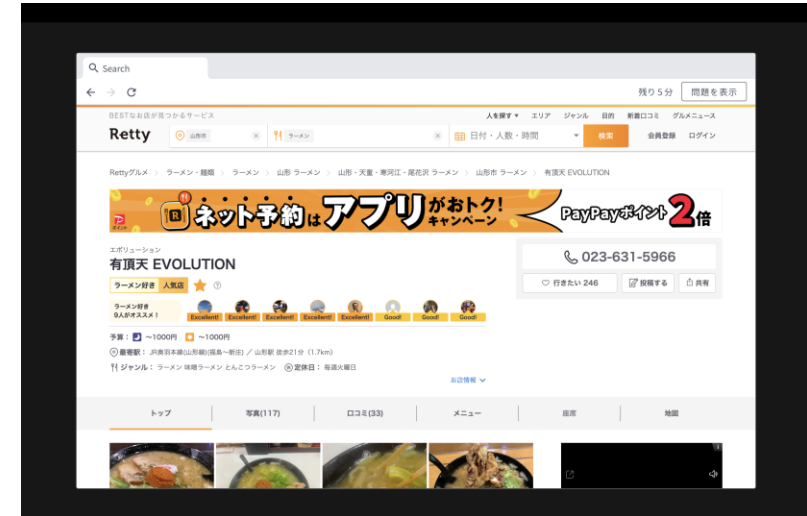 Search
残り5分 問題を表示
BESTなお店が見つかるサービス
人を探す▼ エリア ジャンル 目的 新着口コミ グルメニュース
Retty 山形市 ラーメン 日付・人数・時間 検索 会員登録 ログイン
Rettyグルメ > ラーメン・麺類 > ラーメン > 山形 ラーメン > 山形・天童・寒河江・尾花沢 ラーメン > 山形市 ラーメン > 有頂天 EVOLUTION
ポイント ネット予約はアプリがおトク!キャンペーン PayPayポイント2倍
エボリューション
有頂天 EVOLUTION
ラーメン好き 人気店
ラーメン好き
9人がオススメ!
Excellent! Excellent! Excellent! Excellent! Excellent! Good! Good! Good!
023-631-5966
行きたい 246 投稿する 共有
予算: ~1000円 ~1000円
最寄駅: JR奥羽本線(山形線)(福島~新庄) / 山形駅 徒歩21分(1.7km)
ジャンル: ラーメン 味噌ラーメン とんこつラーメン 定休日: 毎週火曜日
お店情報
トップ 写真(117) 口コミ(33) メニュー 座席 地図